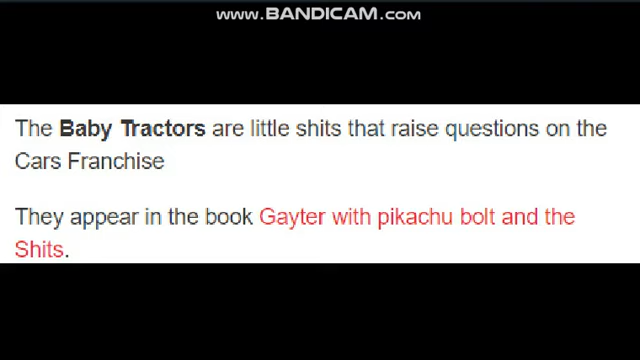 www.BANDICAM.com
The Baby Tractors are little shits that raise questions on the
Cars Franchise
They appear in the book Gayter with pikachu bolt and the
Shits.